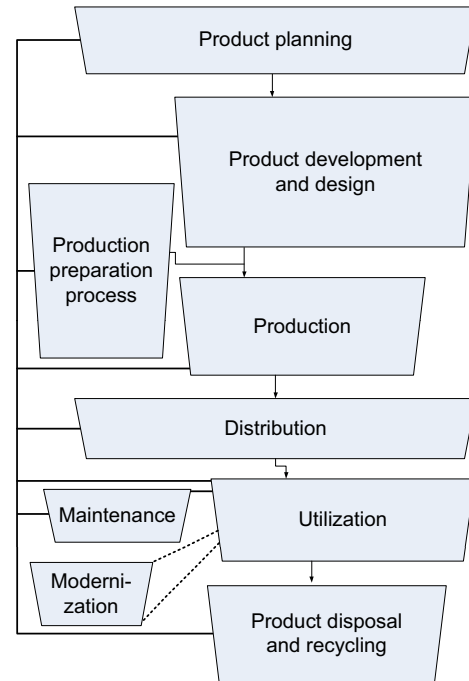 Product planning
Product development
and design
Production
preparation
process
Production
Distribution
Utilization
Maintenance
Moderni-
zation
Product disposal
and recycling